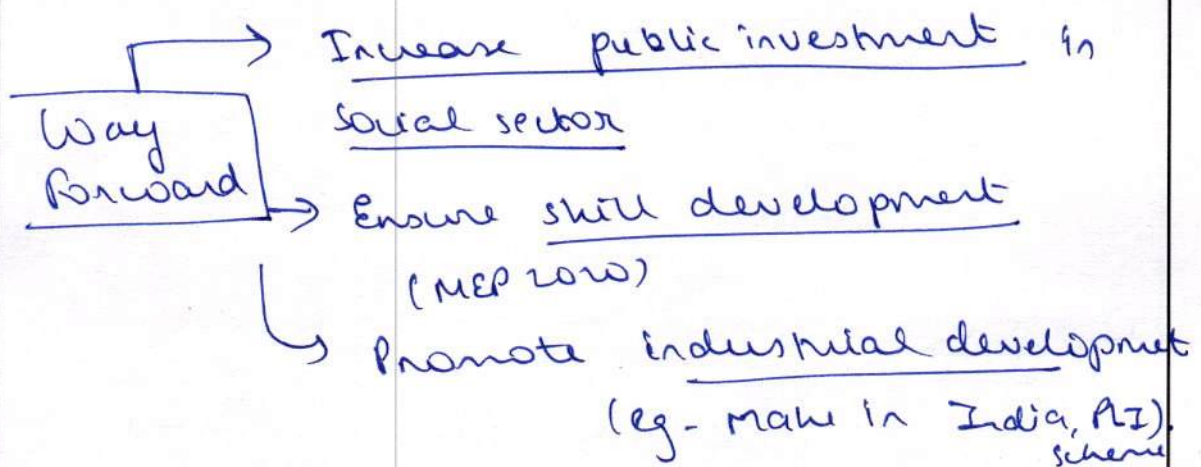 Increase public investment in
social sector
Way
Forward
Ensure skill development
(NEP 2020)
Promote industrial developmet
(eg - Make in India, PLI).
scheme